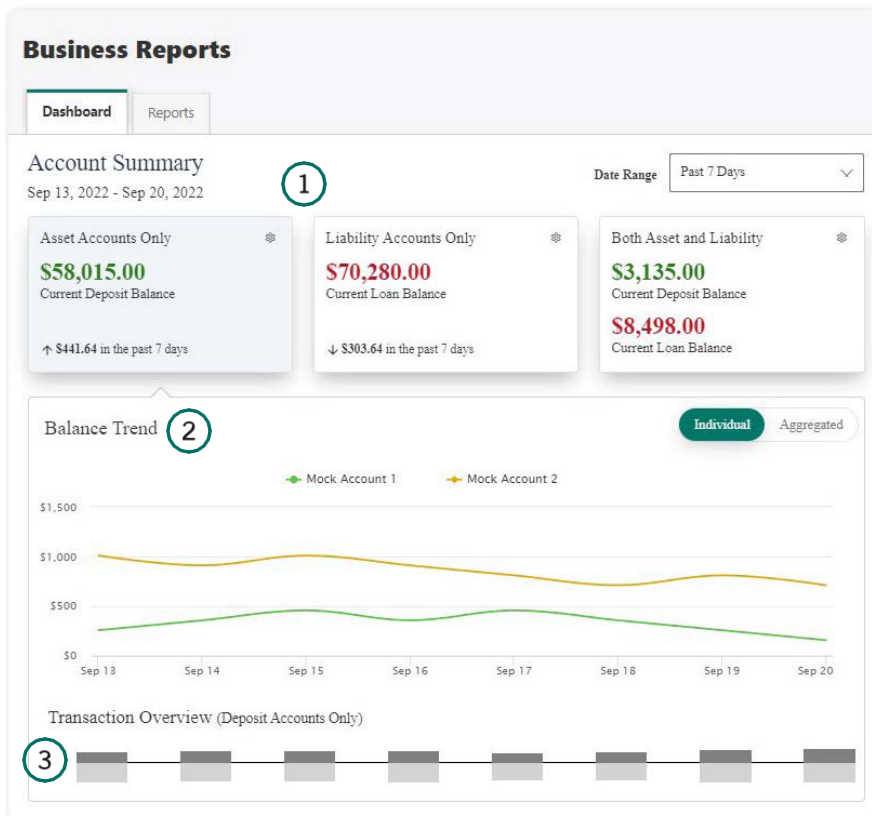 Business Reports
Dashboard Reports
Account Summary
Sep 13, 2022 - Sep 20, 2022
1
Date Range Past 7 Days
Asset Accounts Only
$58,015.00
Current Deposit Balance
↑ $441.64 in the past 7 days
Liability Accounts Only
$70,280.00
Current Loan Balance
↓ $303.64 in the past 7 days
Both Asset and Liability
$3,135.00
Current Deposit Balance
$8,498.00
Current Loan Balance
Balance Trend 2
Individual Aggregated
Mock Account 1 Mock Account 2
$1,500
$1,000
$500
$0
Sep 13 Sep 14 Sep 15 Sep 16 Sep 17 Sep 18 Sep 19 Sep 20
Transaction Overview (Deposit Accounts Only)
3